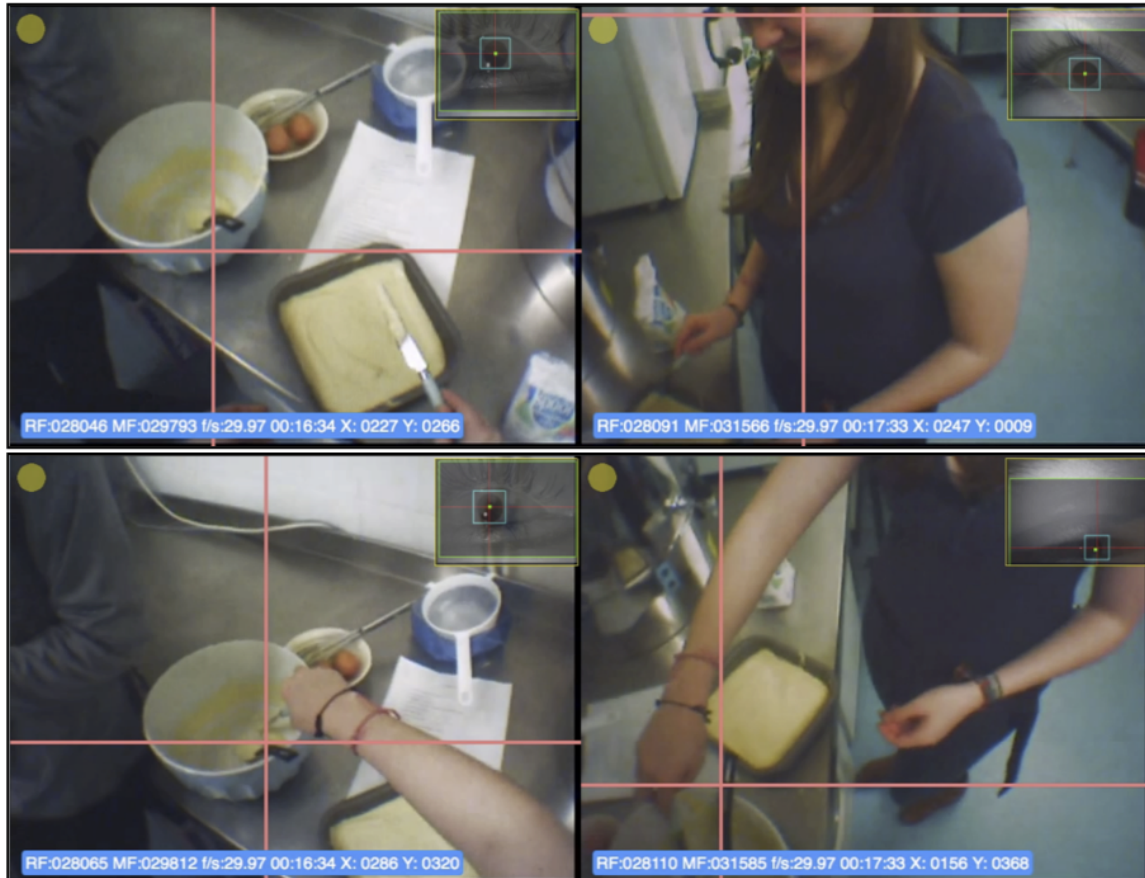 RF:028046 MF:029793 f/s:29.97 00:16:34 X: 0227 Y: 0266
RF:028091 MF:031566 f/s:29.97 00:17:33 X: 0247 Y: 0009
RF:028065 MF:029812 f/s:29.97 00:16:34 X: 0286 Y: 0320
RF:028110 MF:031585 f/s:29.97 00:17:33 X: 0156 Y: 0368